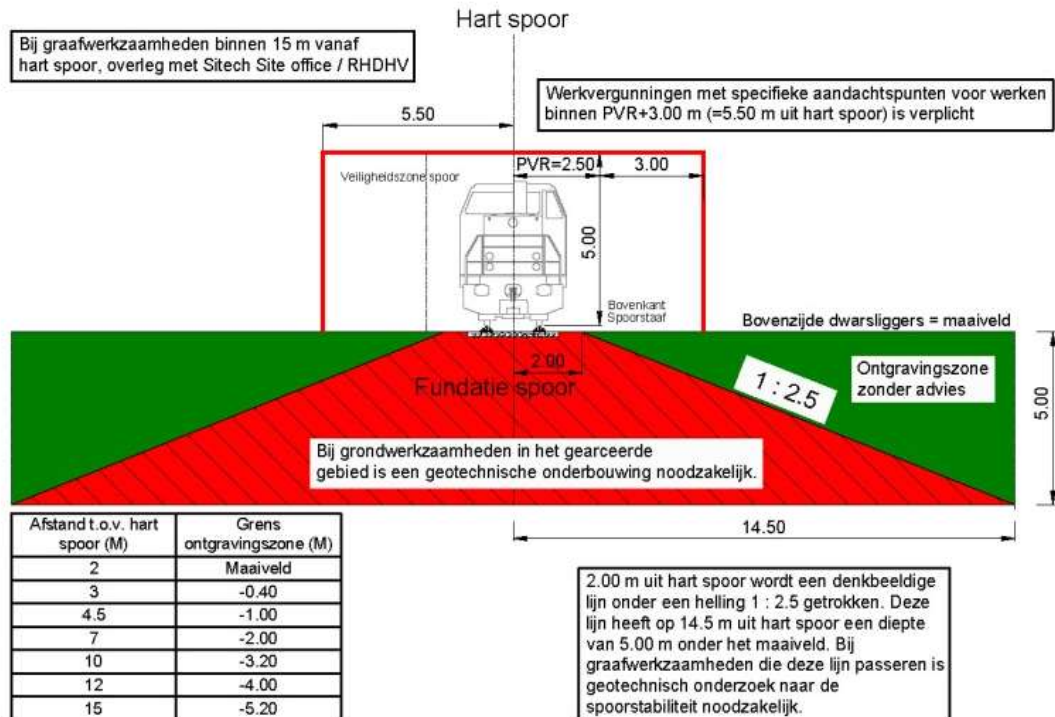 Hart spoor
Bij graafwerkzaamheden binnen 15 m vanaf
hart spoor, overleg met Sitech Site office / RHDHV
Werkvergunningen met specifieke aandachtspunten voor werken
binnen PVR+3.00 m (=5.50 m uit hart spoor) is verplicht
5.50
PVR=2.50
3.00
Veiligheidszone spoor
5.00
Bovenkant
Spoorstaaf
Bovenzijde dwarsliggers = maaiveld
2.00
Fundatie spoor
1 : 2.5
Ontgravingszone
zonder advies
5.00
Bij grondwerkzaamheden in het gearceerde
gebied is een geotechnische onderbouwing noodzakelijk.
14.50
Afstand t.o.v. hart spoor (M) Grens ontgravingszone (M)
2 Maaiveld
3 -0.40
4.5 -1.00
7 -2.00
10 -3.20
12 -4.00
15 -5.20
2.00 m uit hart spoor wordt een denkbeeldige
lijn onder een helling 1 : 2.5 getrokken. Deze
lijn heeft op 14.5 m uit hart spoor een diepte
van 5.00 m onder het maaiveld. Bij
graafwerkzaamheden die deze lijn passeren is
geotechnisch onderzoek naar de
spoorstabiliteit noodzakelijk.